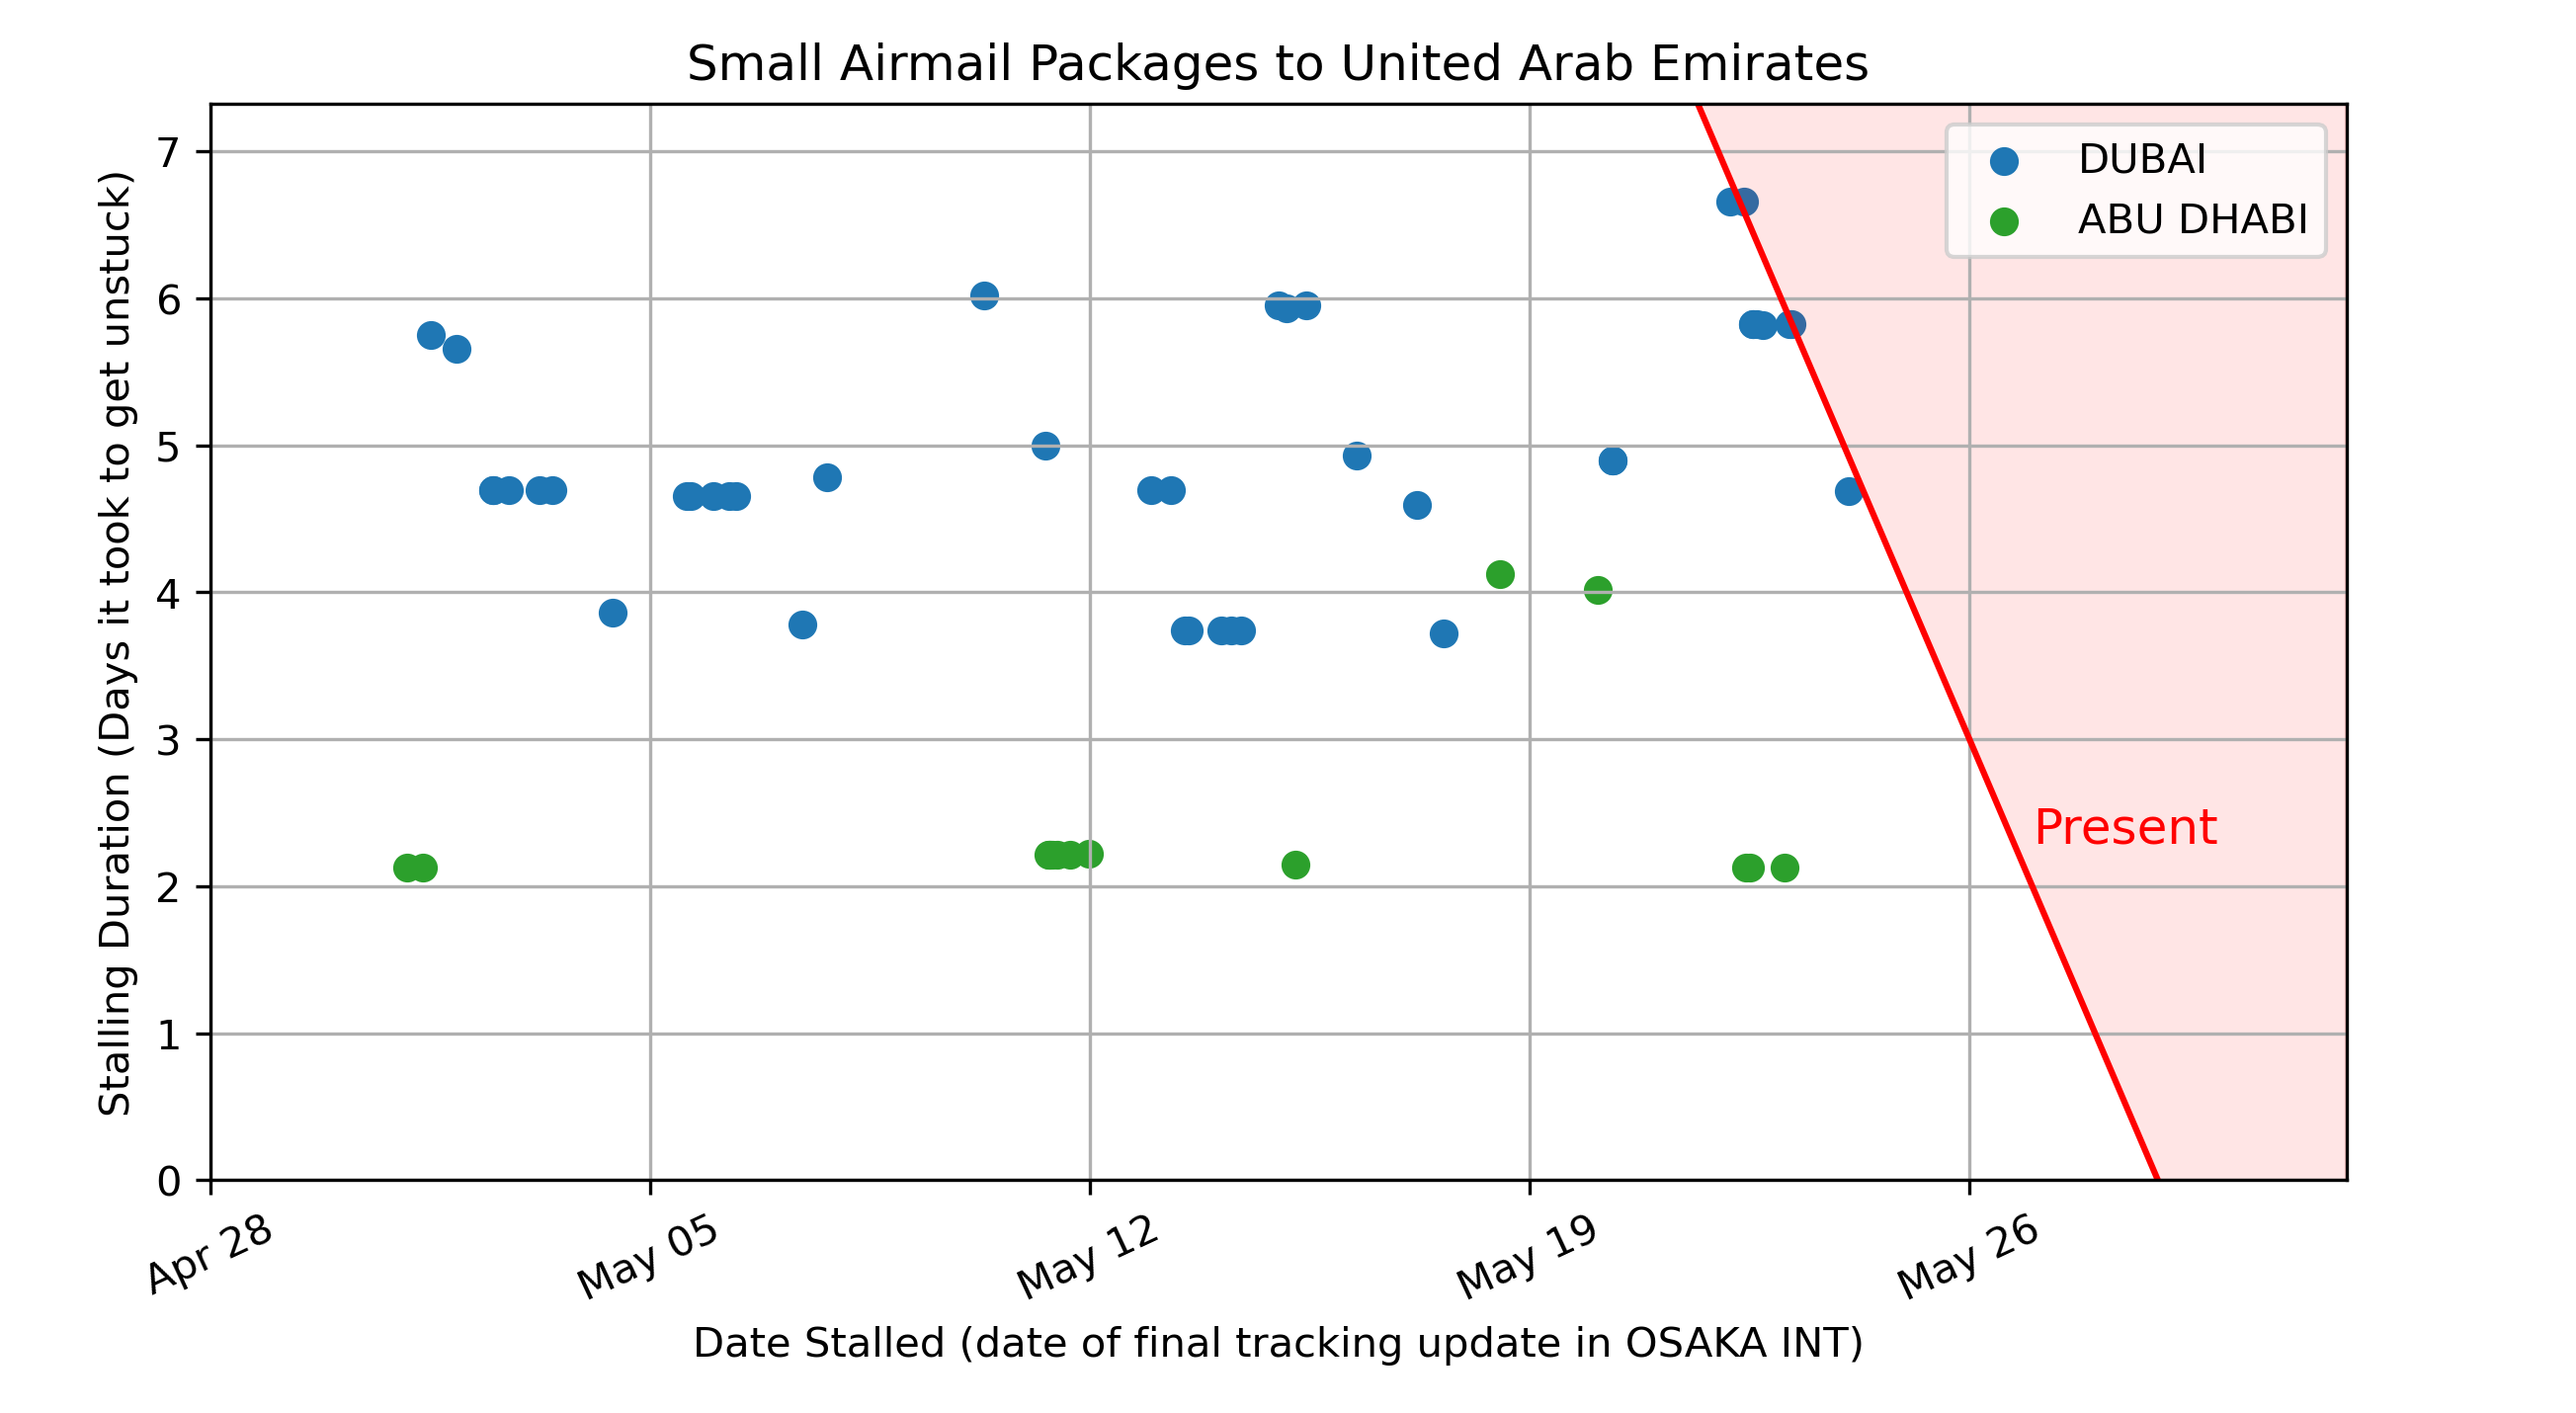 Small Airmail Packages to United Arab Emirates
Stalling Duration (Days it took to get unstuck)
7
6
5
4
3
2
1
0
DUBAI
ABU DHABI
Present
Apr 28
May 05
May 12
May 19
May 26
Date Stalled (date of final tracking update in OSAKA INT)